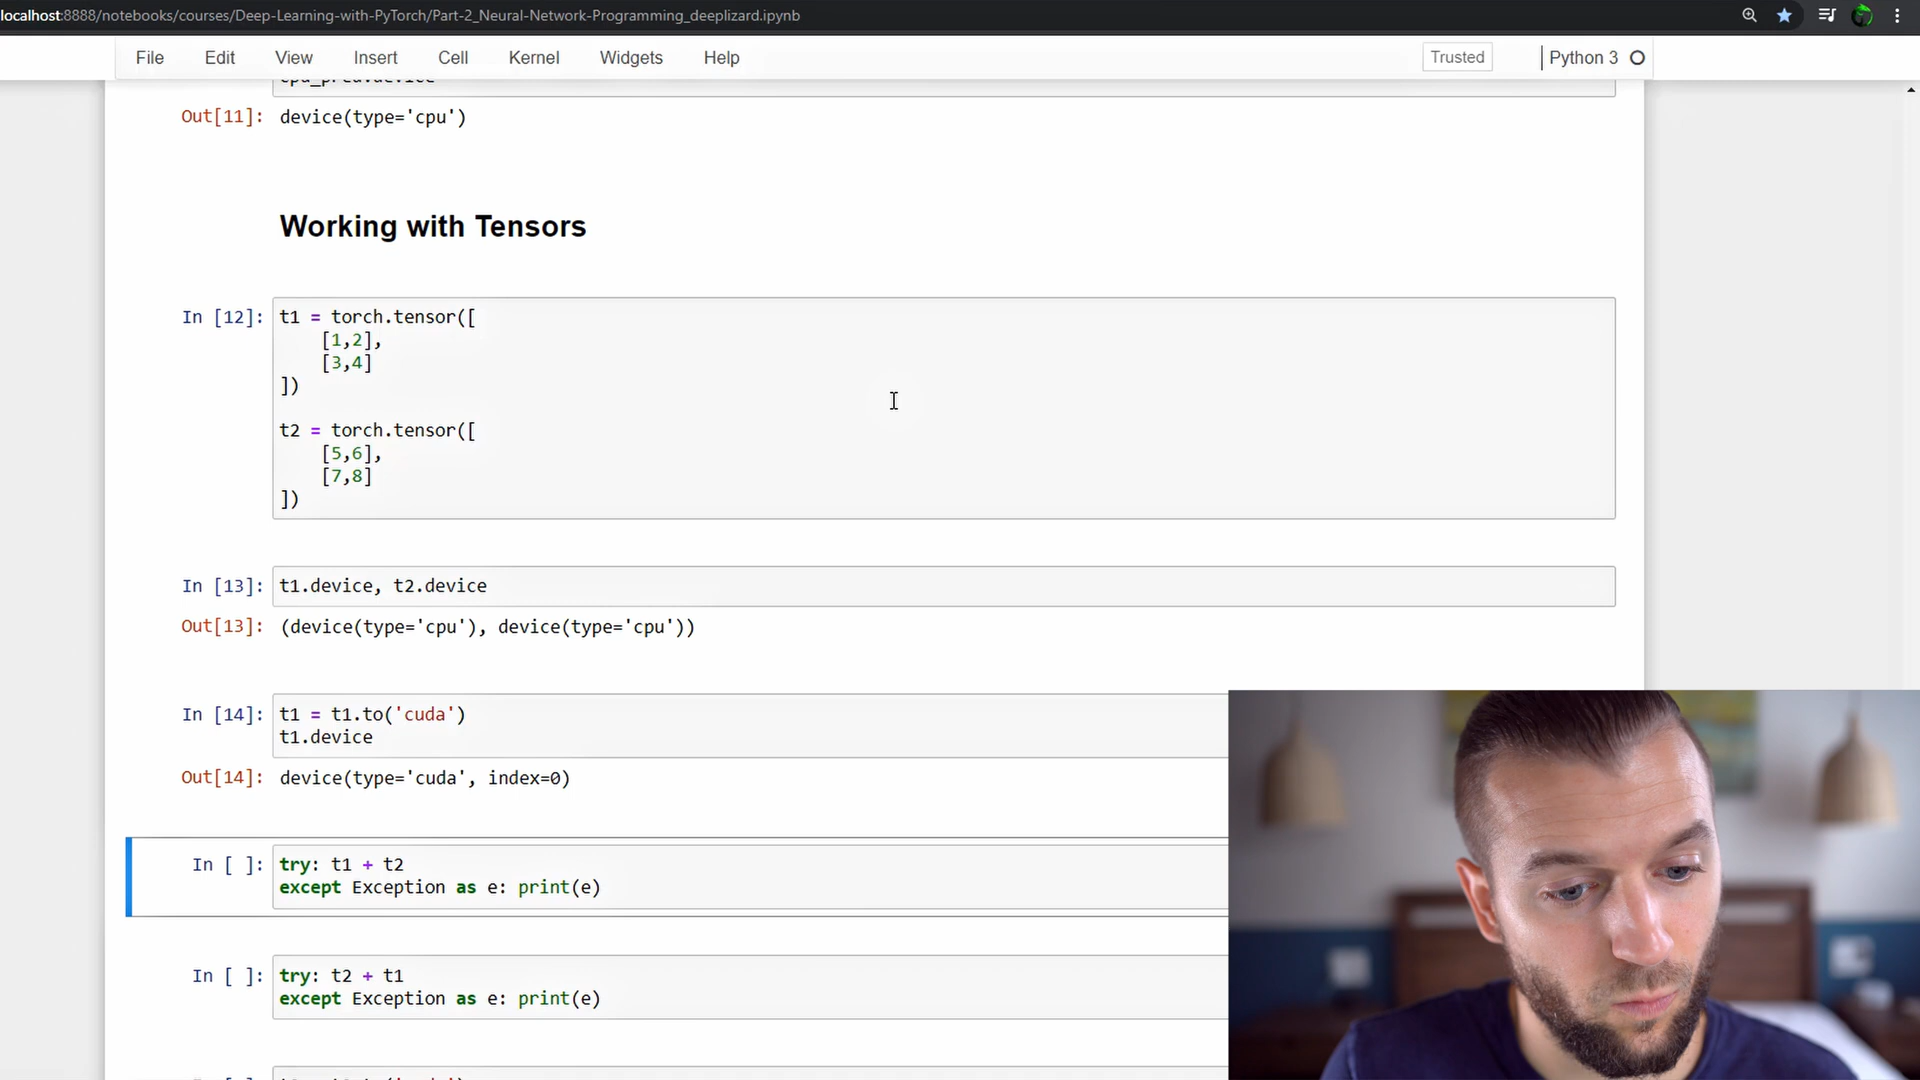 localhost:8888/notebooks/courses/Deep-Learning-with-PyTorch/Part-2_Neural-Network-Programming_deeplizard.ipynb
File Edit View Insert Cell Kernel Widgets Help Trusted Python 3
Out[11]: device(type='cpu')
Working with Tensors
In [12]: t1 = torch.tensor([
[1,2],
[3,4]
])
t2 = torch.tensor([
[5,6],
[7,8]
])
In [13]: t1.device, t2.device
Out[13]: (device(type='cpu'), device(type='cpu'))
In [14]: t1 = t1.to('cuda')
t1.device
Out[14]: device(type='cuda', index=0)
In [ ]: try: t1 + t2
except Exception as e: print(e)
In [ ]: try: t2 + t1
except Exception as e: print(e)